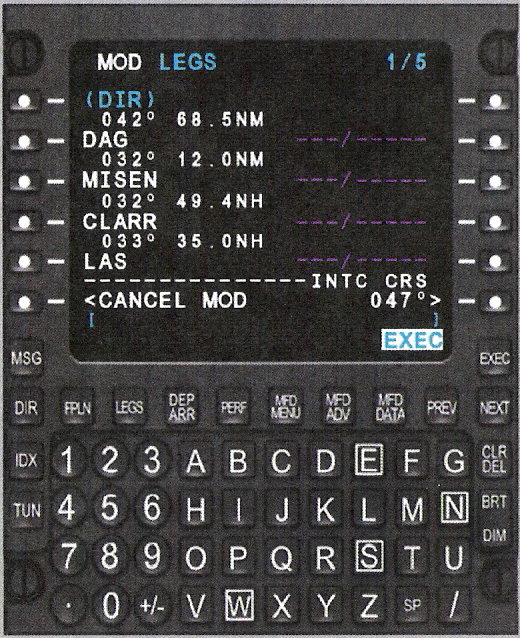 MOD LEGS 1/5
(DIR)
042° 68.5NM
DAG ---/-----
032° 12.0NM
MISEN ---/-----
032° 49.4NH
CLARR ---/-----
033° 35.0NH
LAS ---/-----
----------------INTC CRS
<CANCEL MOD 047°>
[ ]
EXEC
MSG EXEC
DIR FPLN LEGS DEP ARR PERF MFD MENU MFD ADV MFD DATA PREV NEXT
IDX 1 2 3 A B C D E F G CLR DEL
TUN 4 5 6 H I J K L M N BRT
DIM
7 8 9 O P Q R S T U
. 0 +/- V W X Y Z SP /